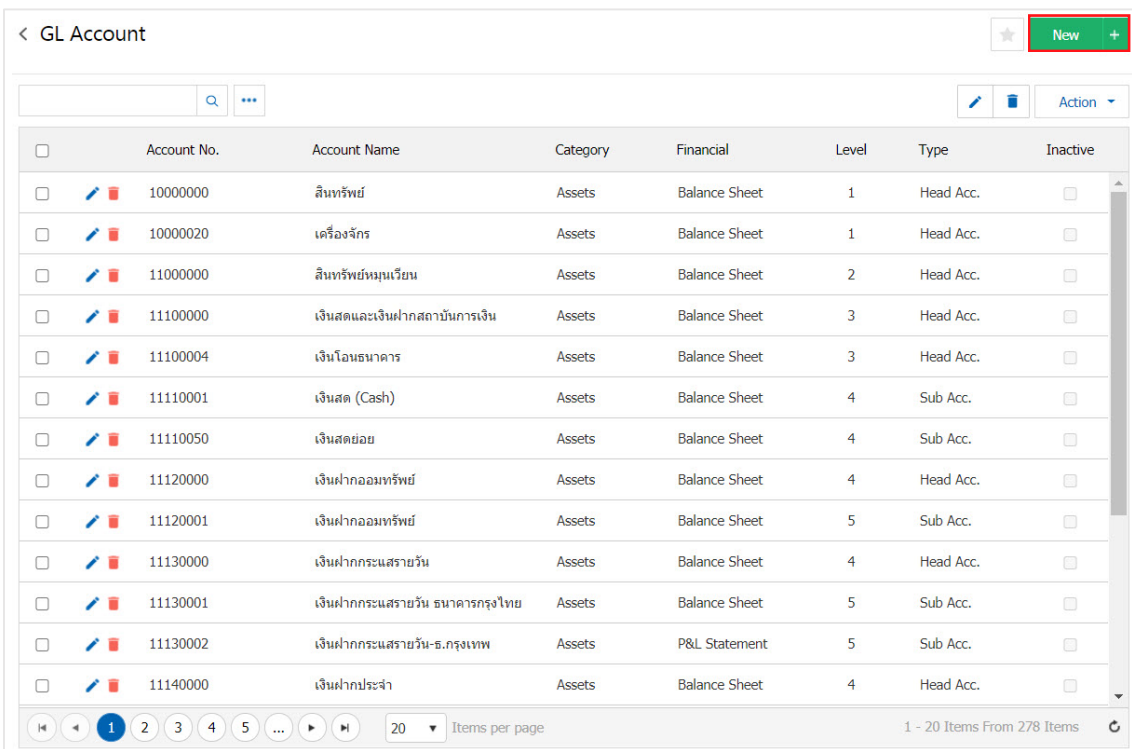 GL Account
New +
Action
Account No. Account Name Category Financial Level Type Inactive
10000000 สินทรัพย์ Assets Balance Sheet 1 Head Acc.
10000020 เครื่องจักร Assets Balance Sheet 1 Head Acc.
11000000 สินทรัพย์หมุนเวียน Assets Balance Sheet 2 Head Acc.
11100000 เงินสดและเงินฝากสถาบันการเงิน Assets Balance Sheet 3 Head Acc.
11100004 เงินโอนธนาคาร Assets Balance Sheet 3 Head Acc.
11110001 เงินสด (Cash) Assets Balance Sheet 4 Sub Acc.
11110050 เงินสดย่อย Assets Balance Sheet 4 Sub Acc.
11120000 เงินฝากออมทรัพย์ Assets Balance Sheet 4 Head Acc.
11120001 เงินฝากออมทรัพย์ Assets Balance Sheet 5 Sub Acc.
11130000 เงินฝากกระแสรายวัน Assets Balance Sheet 4 Head Acc.
11130001 เงินฝากกระแสรายวัน ธนาคารกรุงไทย Assets Balance Sheet 5 Sub Acc.
11130002 เงินฝากกระแสรายวัน-ธ.กรุงเทพ Assets P&L Statement 5 Sub Acc.
11140000 เงินฝากประจำ Assets Balance Sheet 4 Head Acc.
1 2 3 4 5 ... 20 Items per page 1 - 20 Items From 278 Items